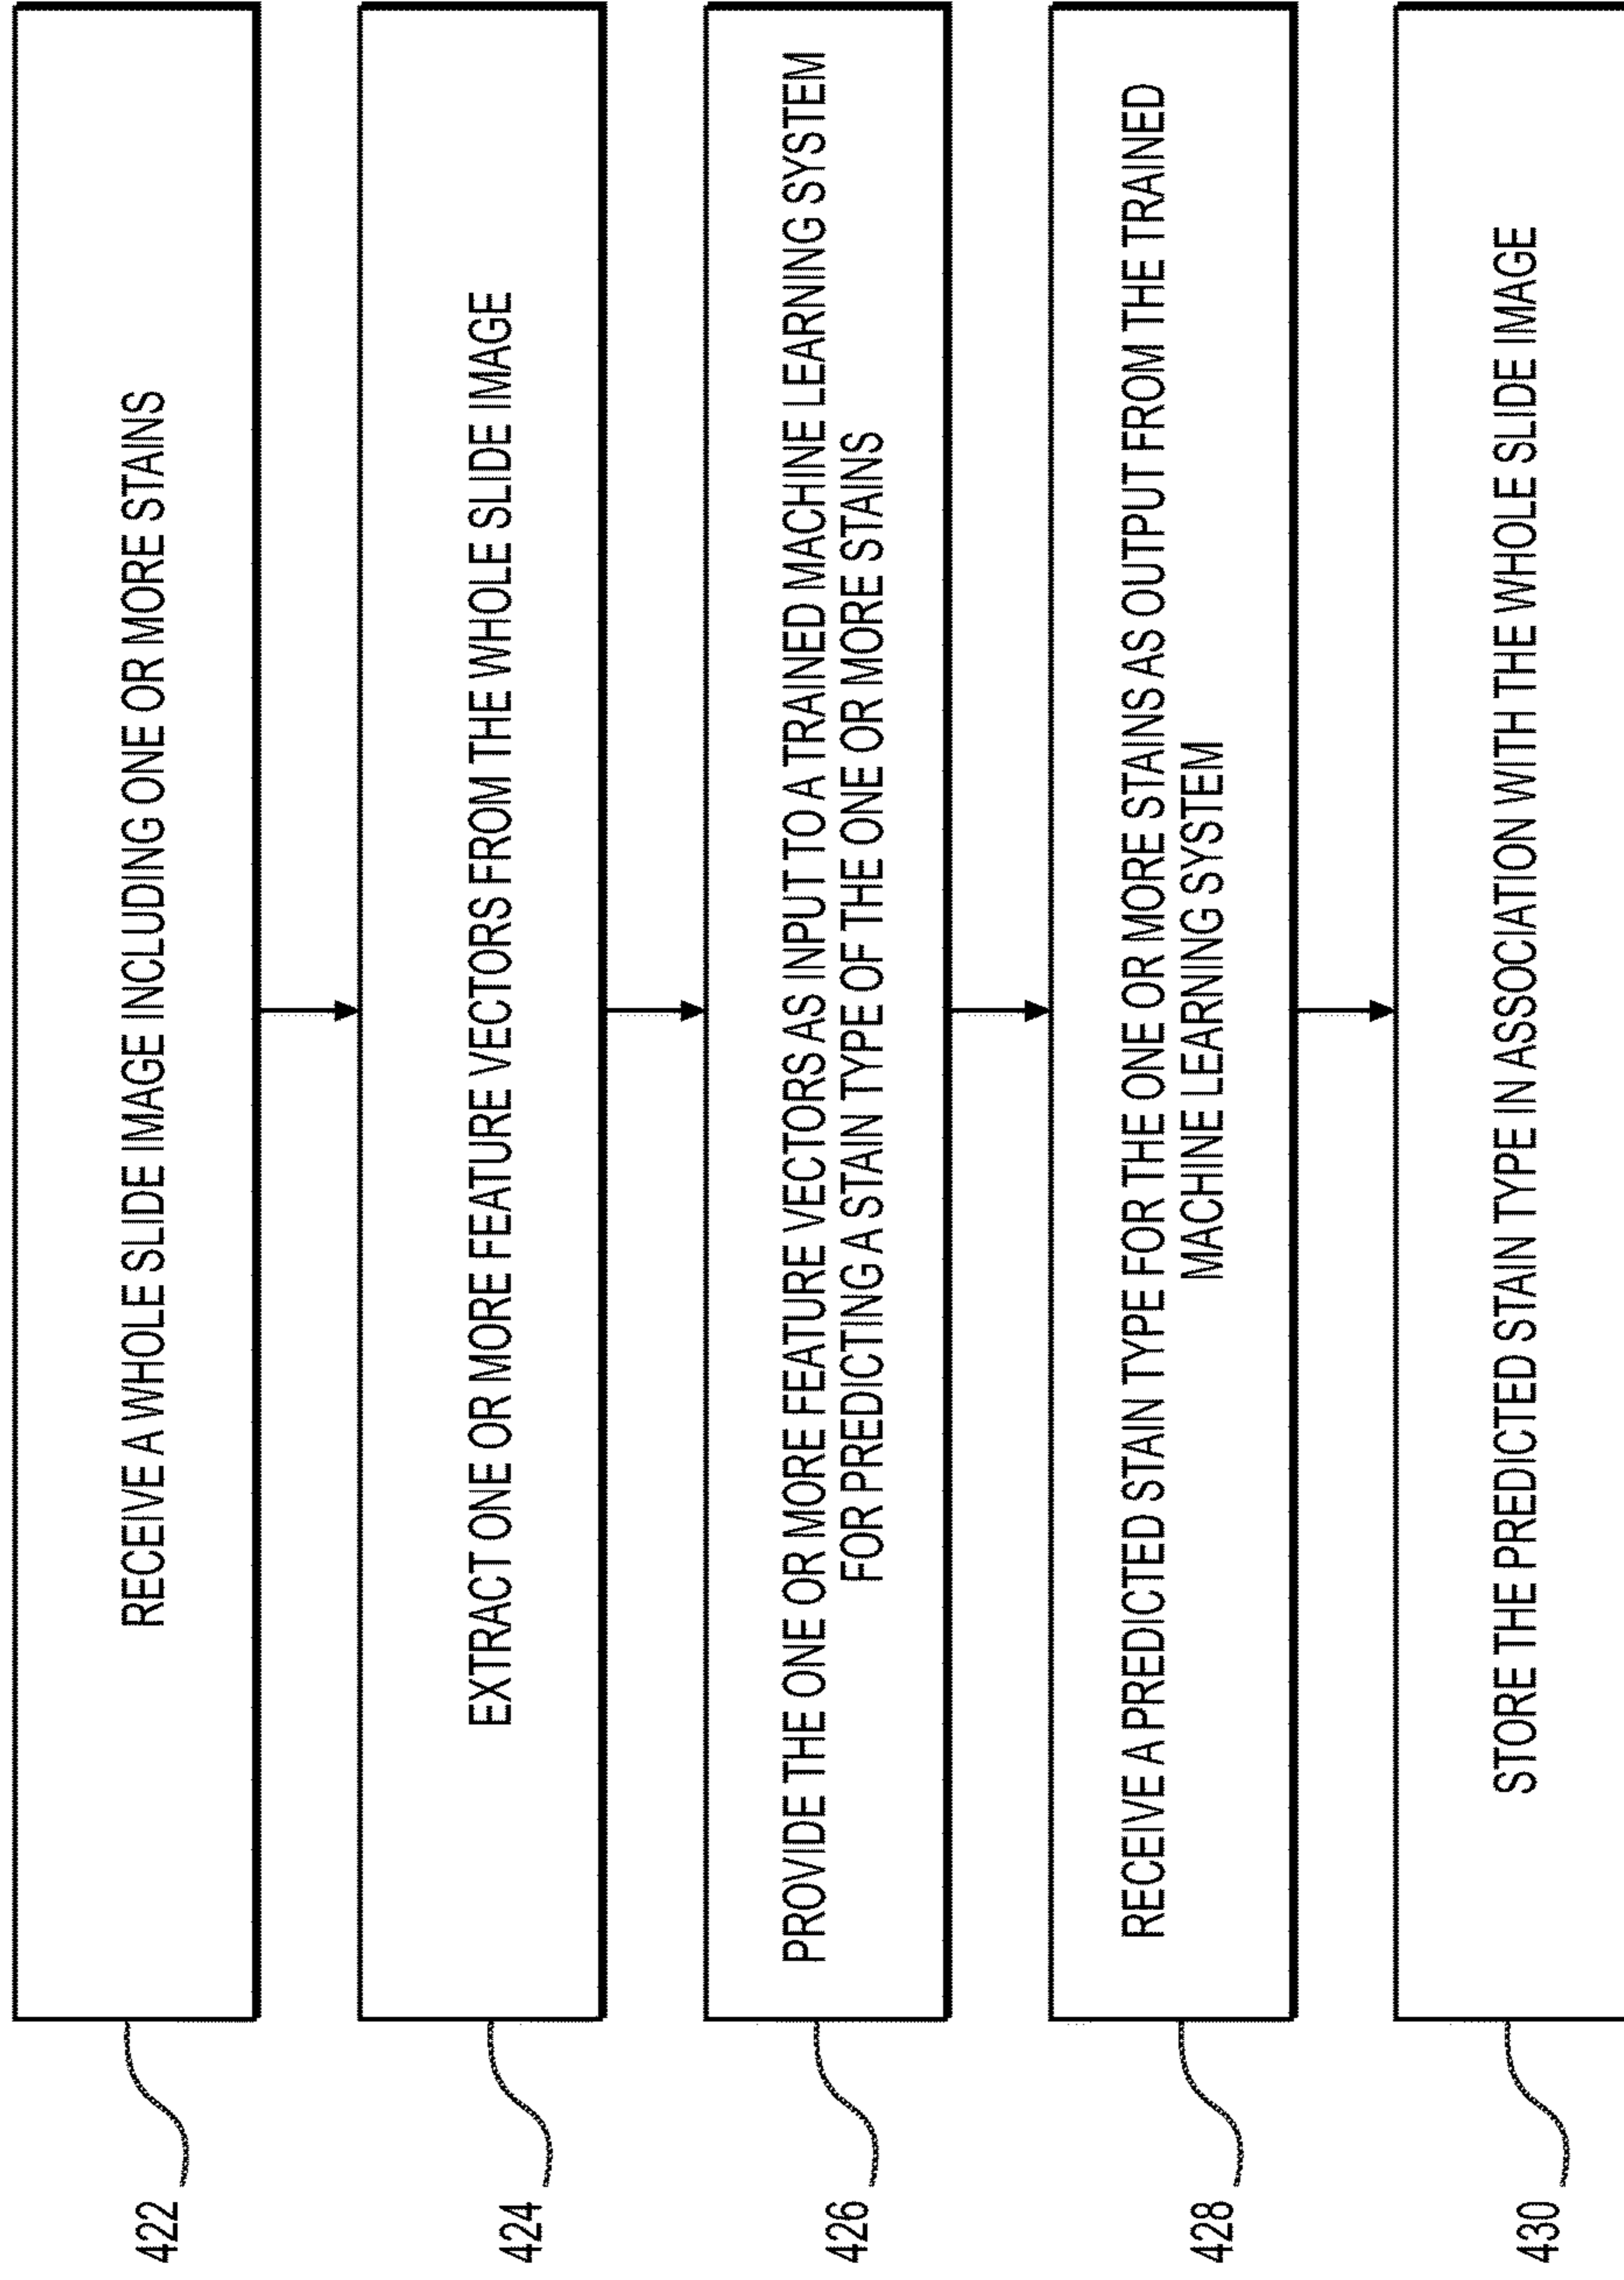 422
RECEIVE A WHOLE SLIDE IMAGE INCLUDING ONE OR MORE STAINS
424
EXTRACT ONE OR MORE FEATURE VECTORS FROM THE WHOLE SLIDE IMAGE
426
PROVIDE THE ONE OR MORE FEATURE VECTORS AS INPUT TO A TRAINED MACHINE LEARNING SYSTEM
FOR PREDICTING A STAIN TYPE OF THE ONE OR MORE STAINS
428
RECEIVE A PREDICTED STAIN TYPE FOR THE ONE OR MORE STAINS AS OUTPUT FROM THE TRAINED
MACHINE LEARNING SYSTEM
430
STORE THE PREDICTED STAIN TYPE IN ASSOCIATION WITH THE WHOLE SLIDE IMAGE